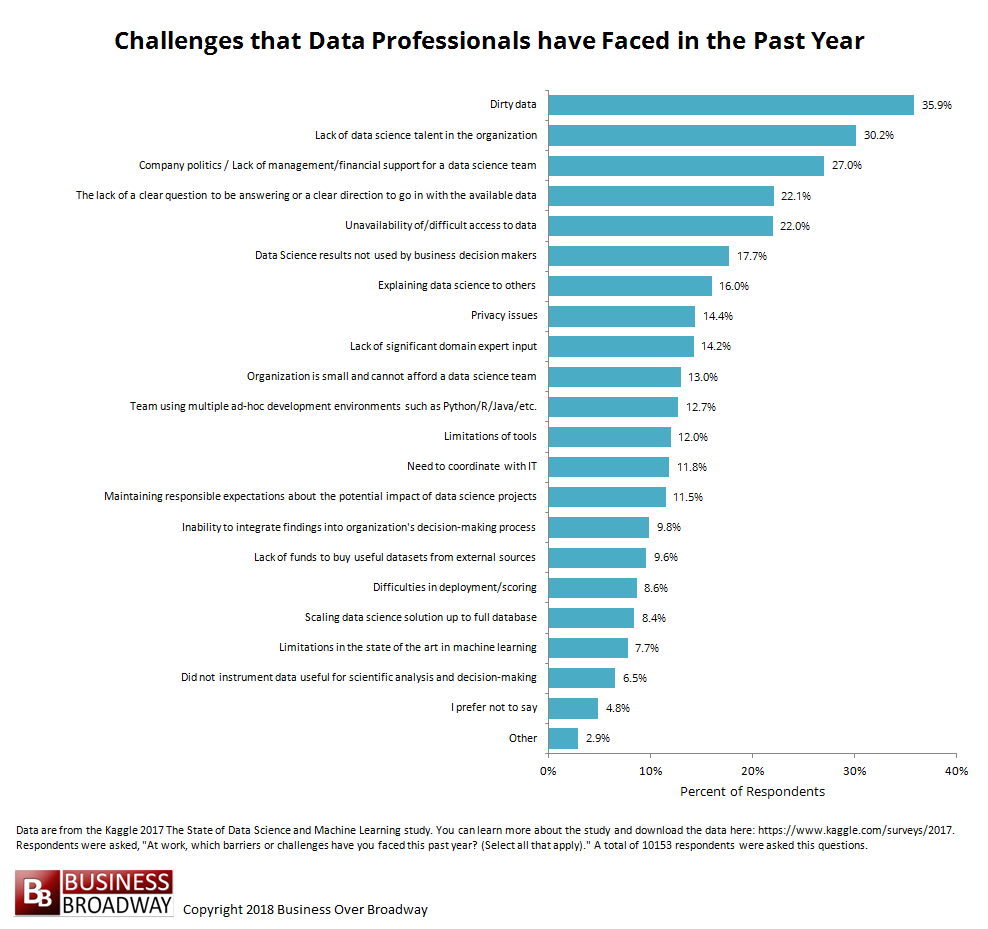 Challenges that Data Professionals have Faced in the Past Year
Dirty data 35.9%
Lack of data science talent in the organization 30.2%
Company politics / Lack of management/financial support for a data science team 27.0%
The lack of a clear question to be answering or a clear direction to go in with the available data 22.1%
Unavailability of/difficult access to data 22.0%
Data Science results not used by business decision makers 17.7%
Explaining data science to others 16.0%
Privacy issues 14.4%
Lack of significant domain expert input 14.2%
Organization is small and cannot afford a data science team 13.0%
Team using multiple ad-hoc development environments such as Python/R/Java/etc. 12.7%
Limitations of tools 12.0%
Need to coordinate with IT 11.8%
Maintaining responsible expectations about the potential impact of data science projects 11.5%
Inability to integrate findings into organization's decision-making process 9.8%
Lack of funds to buy useful datasets from external sources 9.6%
Difficulties in deployment/scoring 8.6%
Scaling data science solution up to full database 8.4%
Limitations in the state of the art in machine learning 7.7%
Did not instrument data useful for scientific analysis and decision-making 6.5%
I prefer not to say 4.8%
Other 2.9%
0% 10% 20% 30% 40%
Percent of Respondents
Data are from the Kaggle 2017 The State of Data Science and Machine Learning study. You can learn more about the study and download the data here: https://www.kaggle.com/surveys/2017.
Respondents were asked, "At work, which barriers or challenges have you faced this past year? (Select all that apply)." A total of 10153 respondents were asked this questions.
BB BUSINESS
BROADWAY Copyright 2018 Business Over Broadway